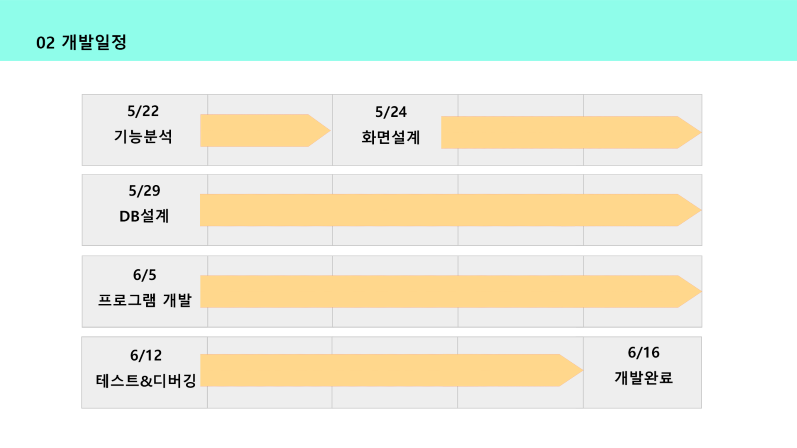 02 개발일정
5/22
기능분석
5/24
화면설계
5/29
DB설계
6/5
프로그램 개발
6/12
테스트&디버깅
6/16
개발완료